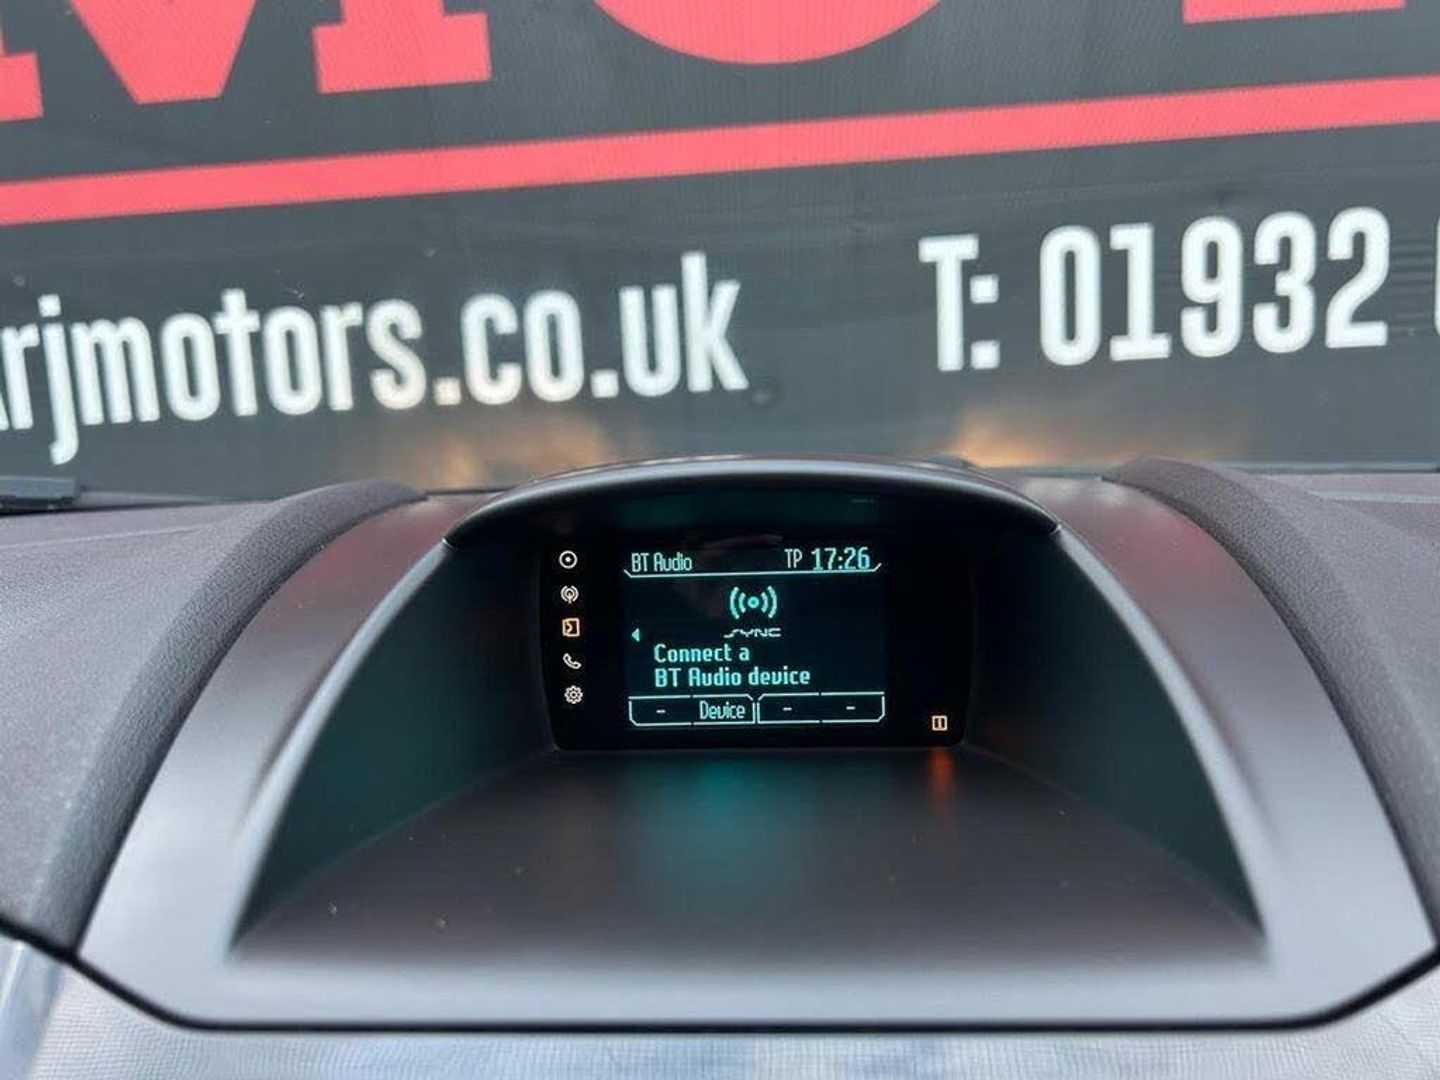 rjmotors.co.uk
T: 01932
BT Audio TP 17:26
SYNC
Connect a
BT Audio device
- Device - -